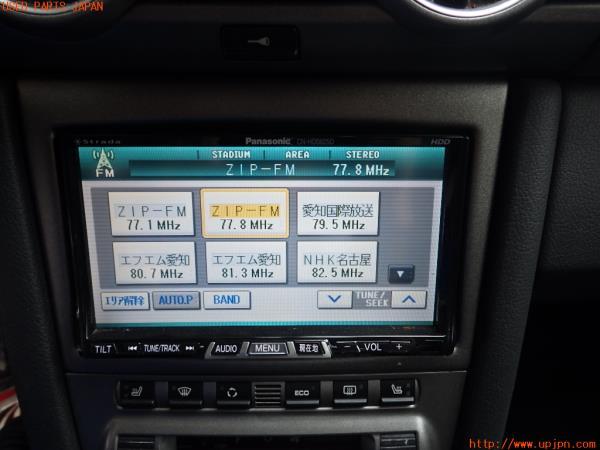 USED PARTS JAPAN
Strada
Panasonic
CN-HDS625D
HDD
FM
STADIUM
AREA
STEREO
ZIP-FM
77.8 MHz
ZIP-FM
77.1 MHz
ZIP-FM
77.8 MHz
愛知国際放送
79.5 MHz
エフエム愛知
80.7 MHz
エフエム愛知
81.3 MHz
NHK名古屋
82.5 MHz
エリア解除
AUTO.P
BAND
TUNE/
SEEK
TILT
TUNE/TRACK
AUDIO
MENU
現在地
- VOL +
ECO
http://www.upjpn.com